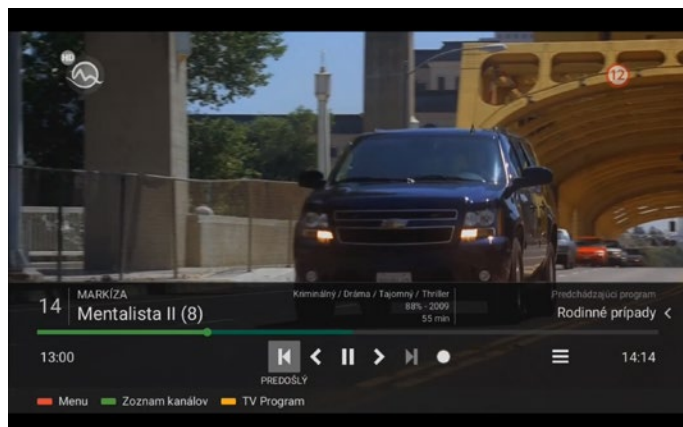 HD
12
14
MARKÍZA
Mentalista II (8)
Kriminálny / Dráma / Tajomný / Thriller
88% - 2009
55 min
Predchádzajúci program
Rodinné prípady
13:00
14:14
PREDOŠLÝ
Menu
Zoznam kanálov
TV Program